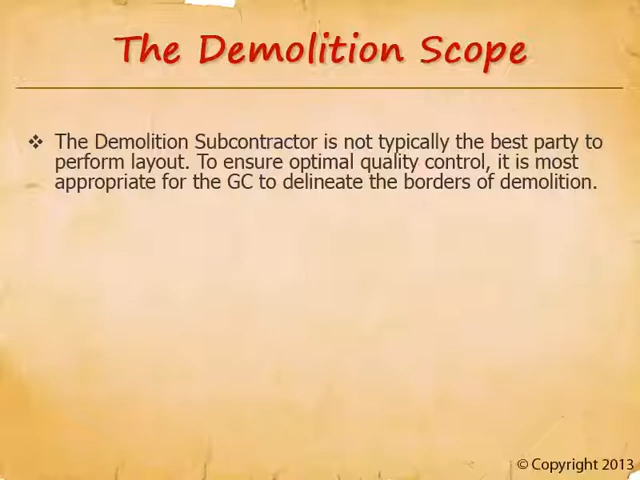 The Demolition Scope
❖ The Demolition Subcontractor is not typically the best party to
perform layout. To ensure optimal quality control, it is most
appropriate for the GC to delineate the borders of demolition.
© Copyright 2013